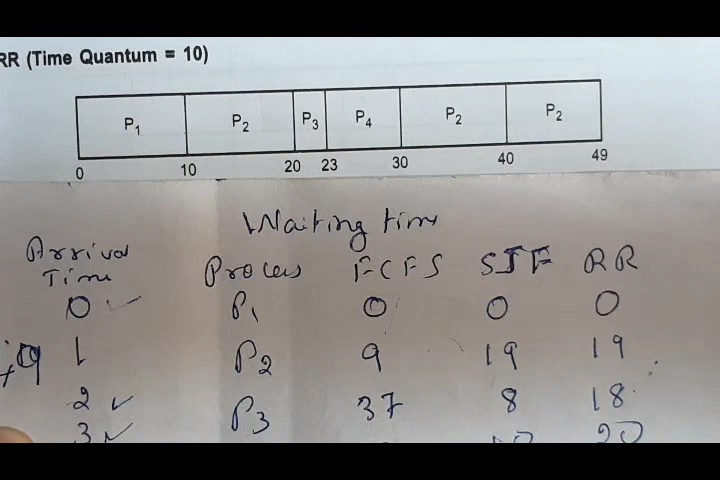 RR (Time Quantum = 10)
P1 P2 P3 P4 P2 P2
0 10 20 23 30 40 49
Waiting time
Arrival
Time Process FCFS SJF RR
0 P1 0 0 0
1 P2 9 19 19
2 P3 37 8 18
3 20